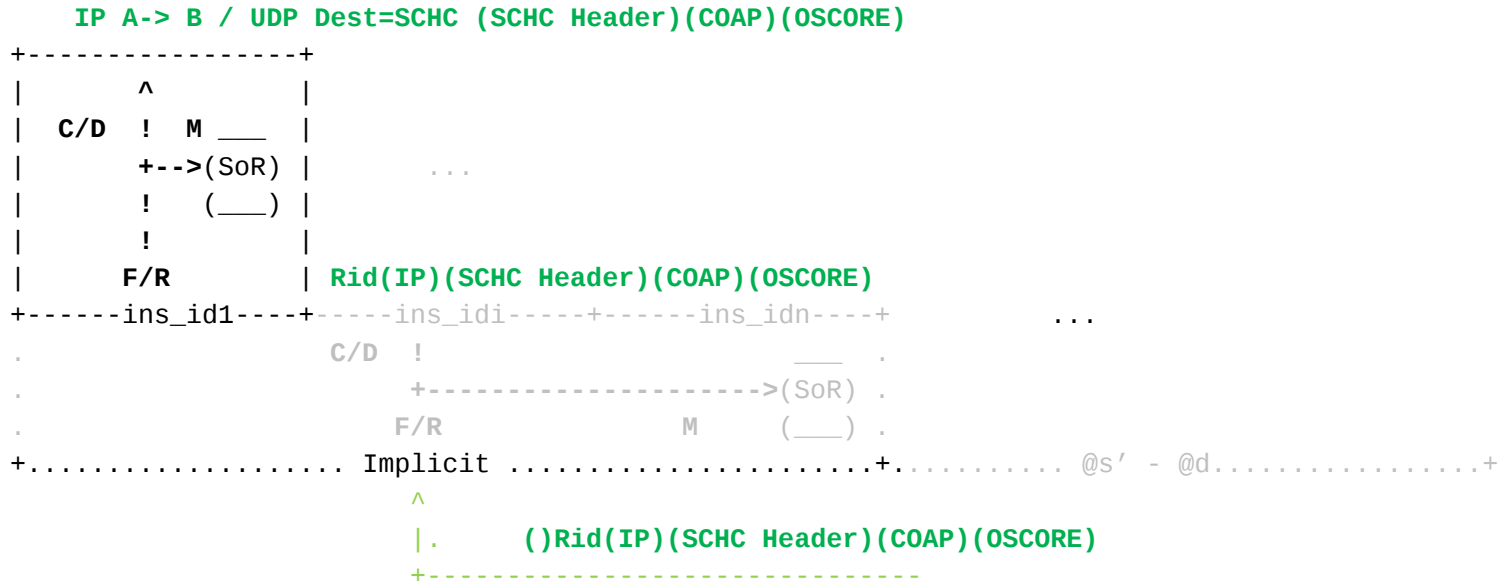 IP A-> B / UDP Dest=SCHC (SCHC Header)(COAP)(OSCORE)
+-----------------+
|       ^         |
|  C/D  !  M ___  |
|       +-->(SoR) |       ...
|       !   (___) |
|       !         |
|      F/R        | Rid(IP)(SCHC Header)(COAP)(OSCORE)
+------ins_id1----+-----ins_idi-----+------ins_idn----+          ...
.                   C/D  !                       ___  .
.                        +--------------------->(SoR) .
.                       F/R               M     (___) .
+.................... Implicit .......................+........... @s’ - @d.................+
                         ^
                         |.     ()Rid(IP)(SCHC Header)(COAP)(OSCORE)
                         +-------------------------------